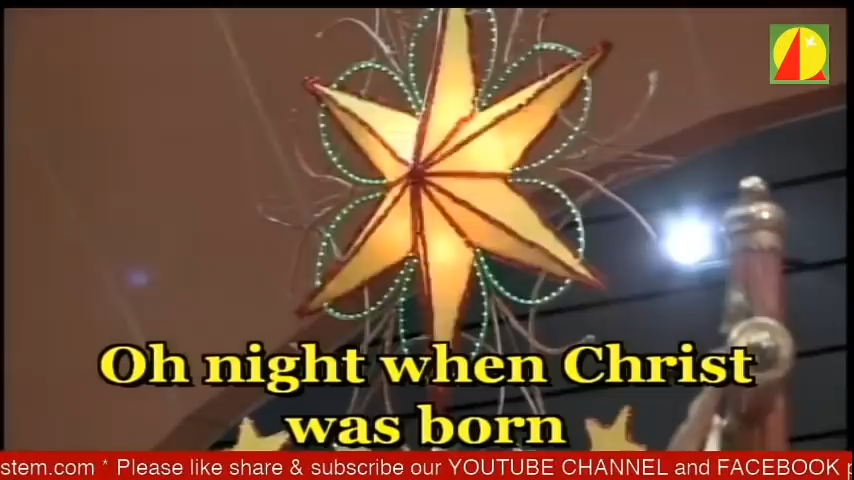 Oh night when Christ
was born
stem.com * Please like share & subscribe our YOUTUBE CHANNEL and FACEBOOK p